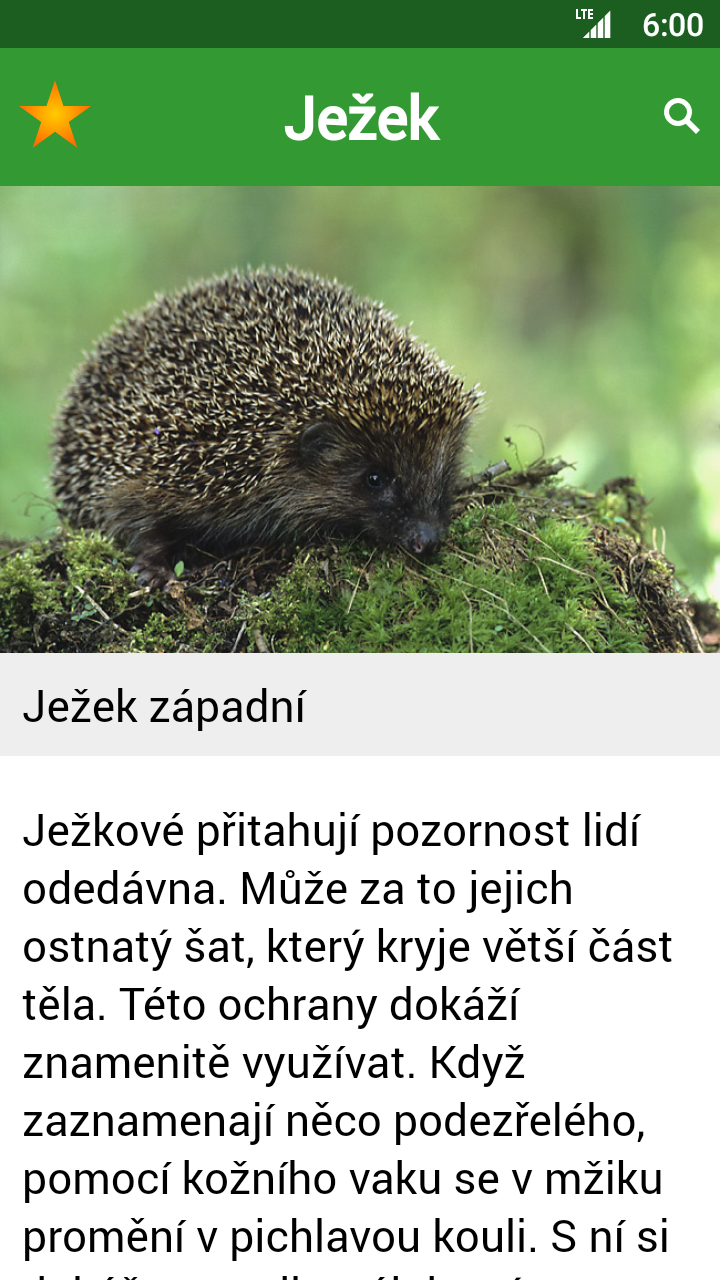 LTE 6:00
Ježek
Ježek západní
Ježkové přitahují pozornost lidí
odedávna. Může za to jejich
ostnatý šat, který kryje větší část
těla. Této ochrany dokáží
znamenitě využívat. Když
zaznamenají něco podezřelého,
pomocí kožního vaku se v mžiku
promění v pichlavou kouli. S ní si